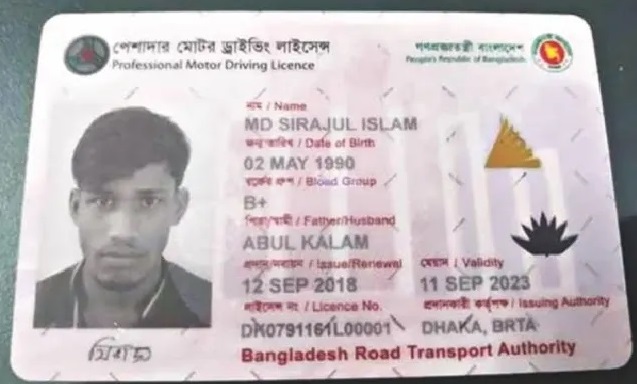 পেশাদার মোটর ড্রাইভিং লাইসেন্স
Professional Motor Driving Licence
গণপ্রজাতন্ত্রী বাংলাদেশ
People's Republic of Bangladesh
নাম / Name
MD SIRAJUL ISLAM
জন্ম তারিখ / Date of Birth
02 MAY 1990
রক্তের গ্রুপ / Blood Group
B+
পিতা/স্বামী / Father/Husband
ABUL KALAM
প্রদান/নবায়ন / Issue/Renewal
মেয়াদ / Validity
12 SEP 2018
11 SEP 2023
লাইসেন্স নং / Licence No.
প্রদানকারী কর্তৃপক্ষ / Issuing Authority
DK0791161L00001
DHAKA, BRTA
Bangladesh Road Transport Authority